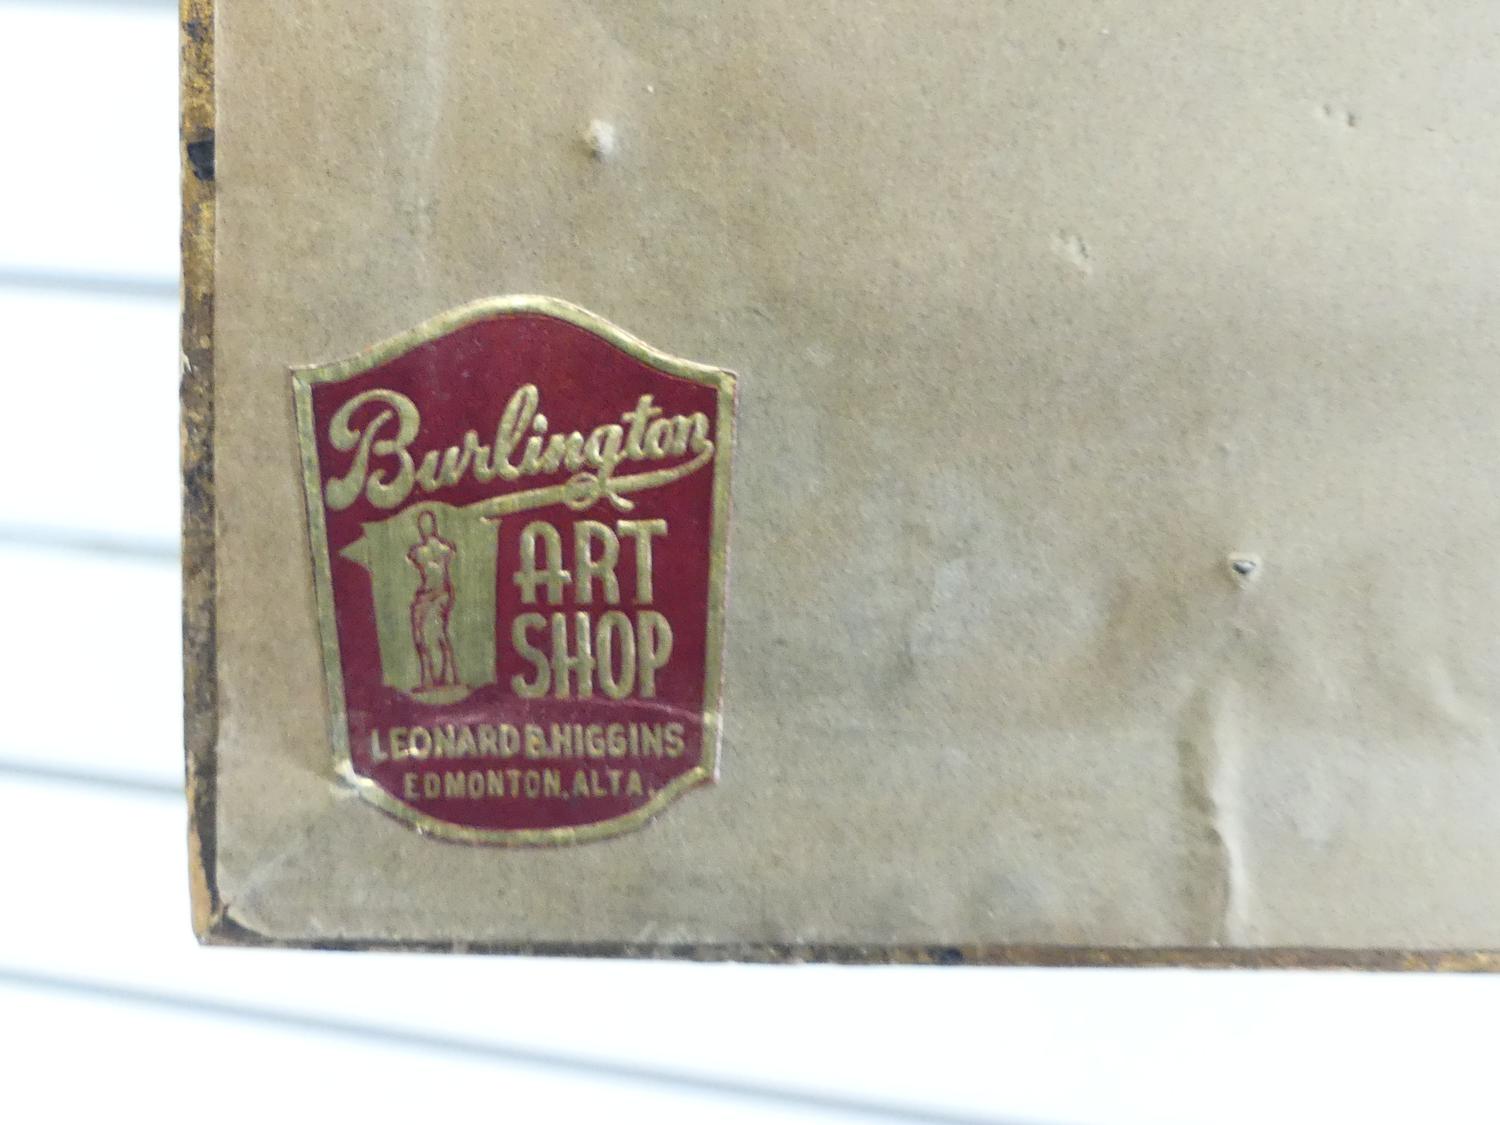 Burlington
ART
SHOP
LEONARD B. HIGGINS
EDMONTON, ALTA.